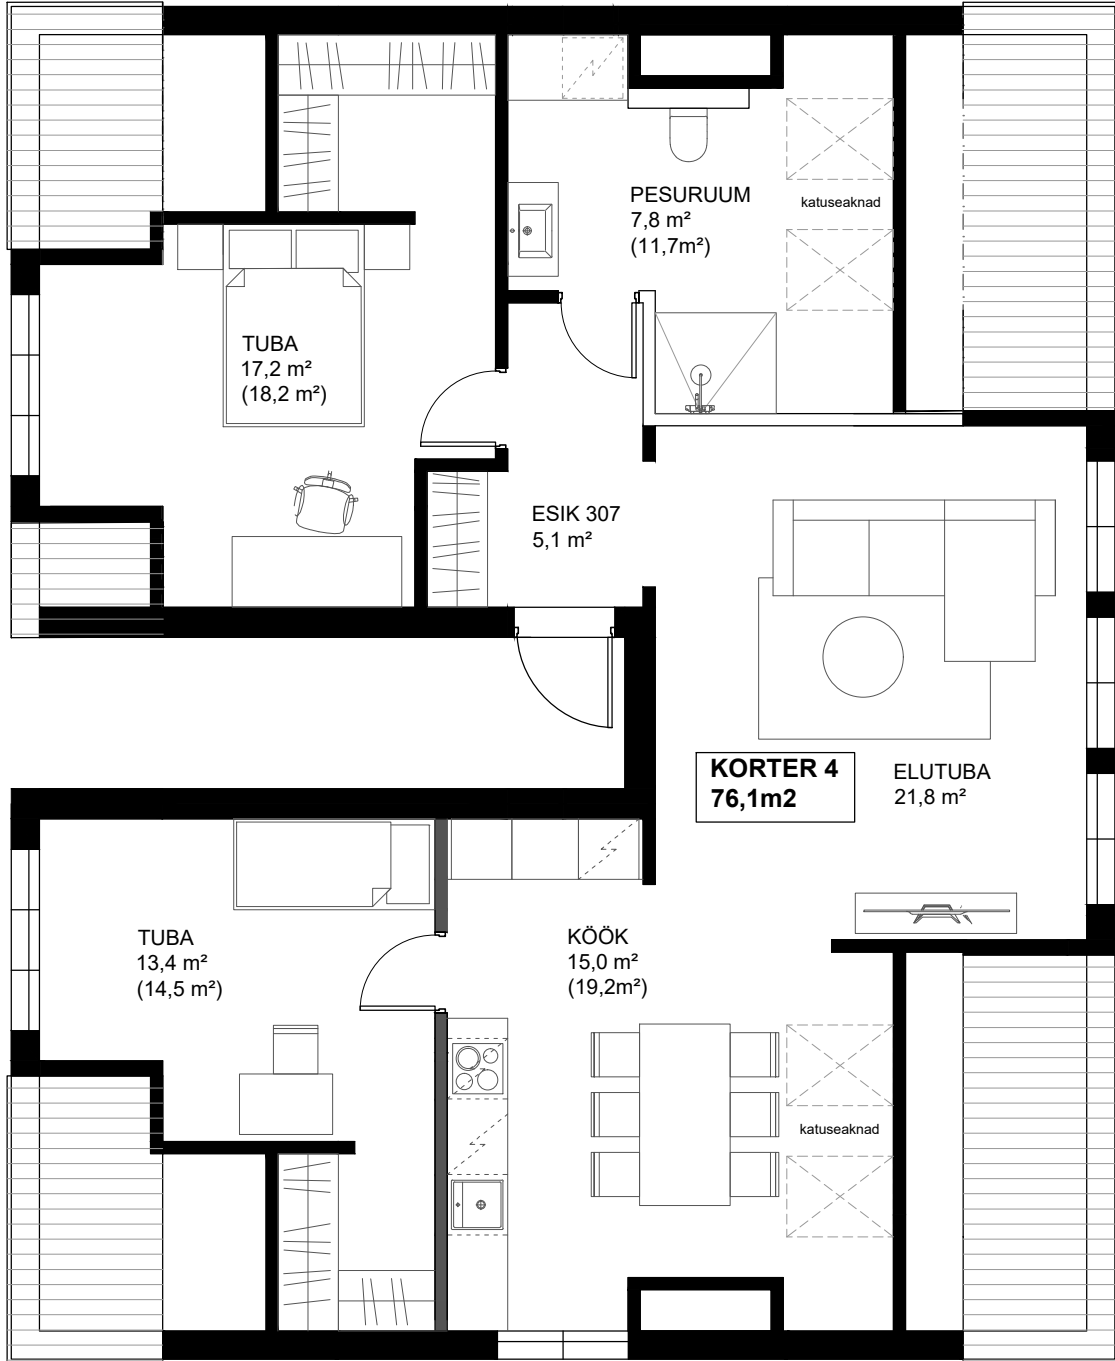 PESURUUM
7,8 m²
(11,7m²)
katuseaknad
TUBA
17,2 m²
(18,2 m²)
ESIK 307
5,1 m²
KORTER 4
76,1m2
ELUTUBA
21,8 m²
TUBA
13,4 m²
(14,5 m²)
KÖÖK
15,0 m²
(19,2m²)
katuseaknad